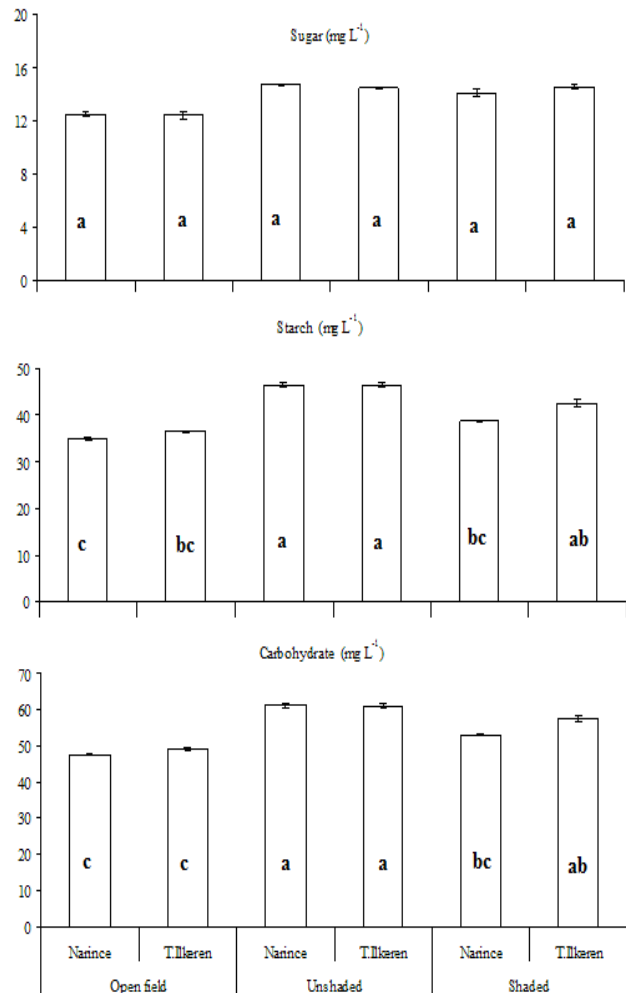 Sugar (mg L⁻¹)
20
16
12
8
4
0
a a a a a a
Starch (mg L⁻¹)
50
40
30
20
10
0
c bc a a bc ab
Carbohydrate (mg L⁻¹)
70
60
50
40
30
20
10
0
c c a a bc ab
Narince T.Ilkeren Narince T.Ilkeren Narince T.Ilkeren
Open field Unshaded Shaded